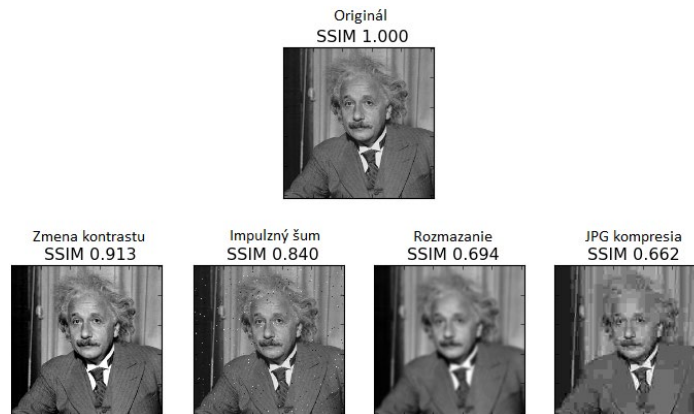 Originál
SSIM 1.000
Zmena kontrastu
SSIM 0.913
Impulzný šum
SSIM 0.840
Rozmazanie
SSIM 0.694
JPG kompresia
SSIM 0.662